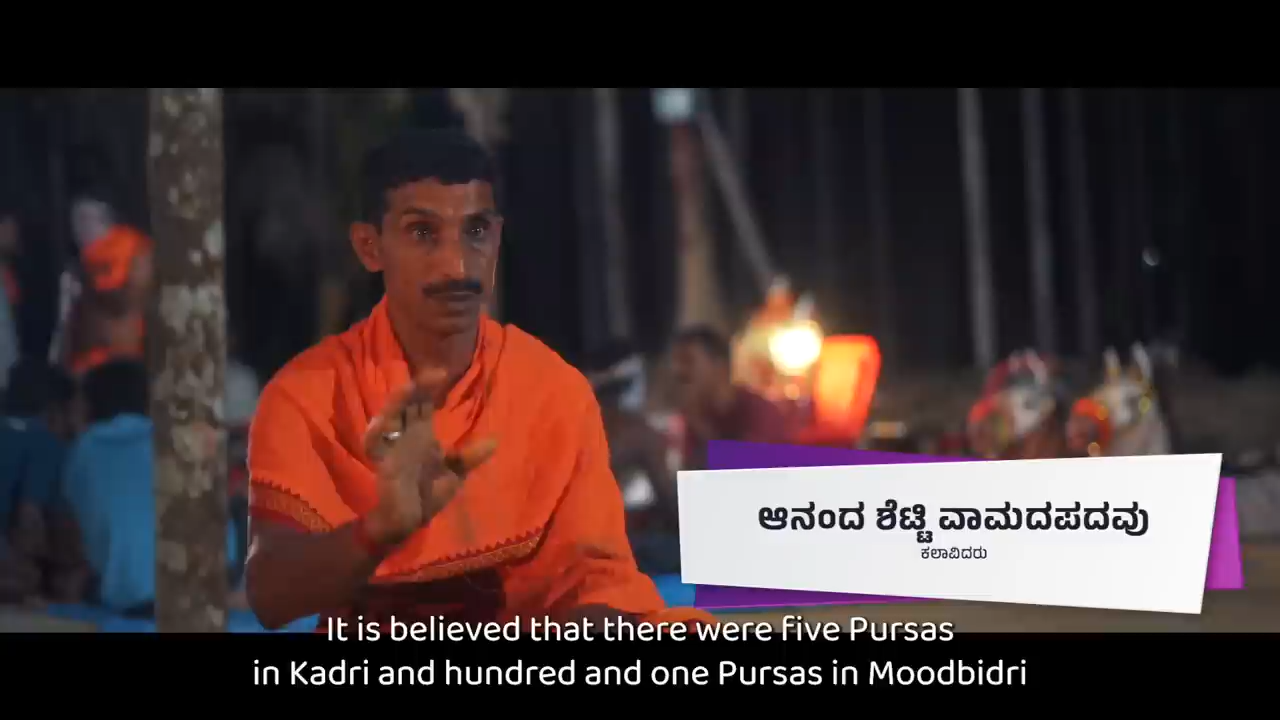 ಆನಂದ ಶೆಟ್ಟಿ ವಾಮದಪದವು
ಕಲಾವಿದರು
It is believed that there were five Pursas
in Kadri and hundred and one Pursas in Moodbidri